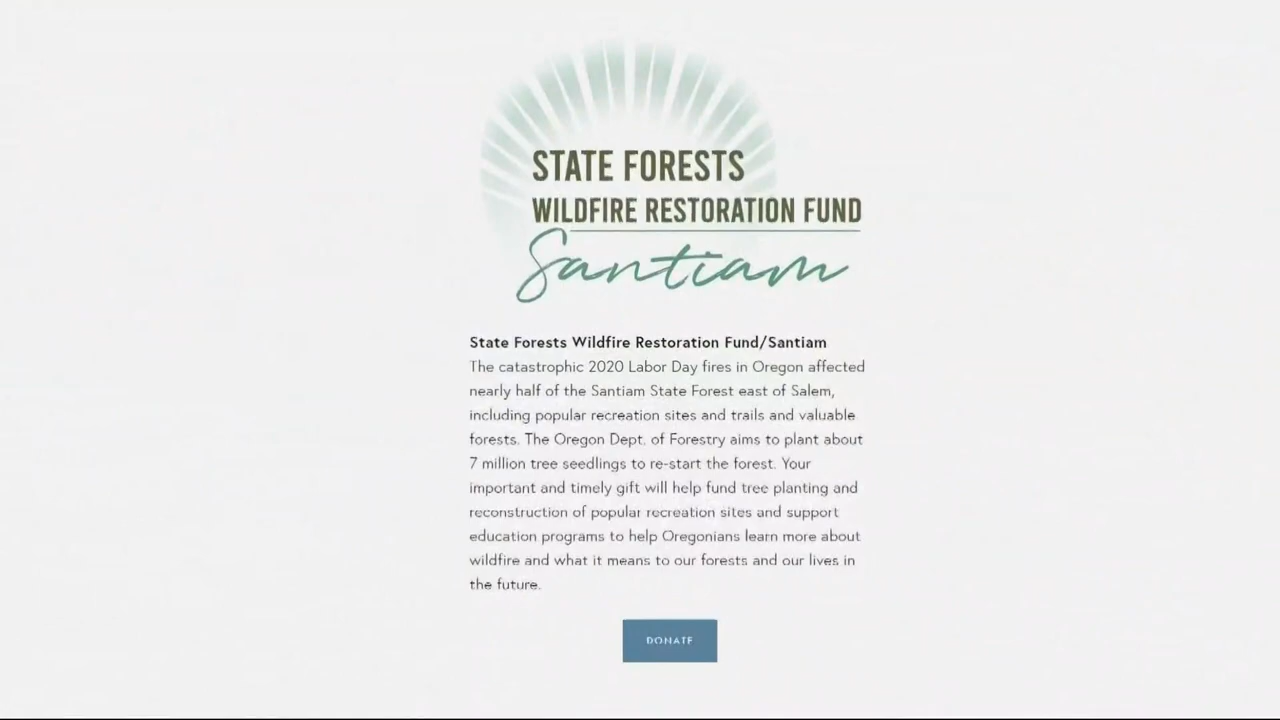 STATE FORESTS
WILDFIRE RESTORATION FUND
Santiam
State Forests Wildfire Restoration Fund/Santiam
The catastrophic 2020 Labor Day fires in Oregon affected
nearly half of the Santiam State Forest east of Salem,
including popular recreation sites and trails and valuable
forests. The Oregon Dept. of Forestry aims to plant about
7 million tree seedlings to re-start the forest. Your
important and timely gift will help fund tree planting and
reconstruction of popular recreation sites and support
education programs to help Oregonians learn more about
wildfire and what it means to our forests and our lives in
the future.
DONATE